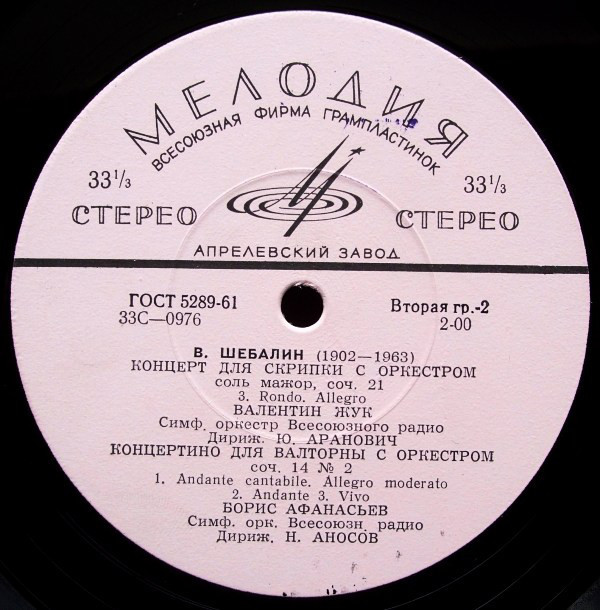 МЕЛОДИЯ
ВСЕСОЮЗНАЯ ФИРМА ГРАМПЛАСТИНОК
33 1/3 33 1/3
СТЕРЕО СТЕРЕО
АПРЕЛЕВСКИЙ ЗАВОД
ГОСТ 5289-61 Вторая гр.-2
33С—0976 2-00
В. ШЕБАЛИН (1902—1963)
КОНЦЕРТ ДЛЯ СКРИПКИ С ОРКЕСТРОМ
соль мажор, соч. 21
3. Rondo. Allegro
ВАЛЕНТИН ЖУК
Симф. оркестр Всесоюзного радио
Дириж. Ю. АРАНОВИЧ
КОНЦЕРТИНО ДЛЯ ВАЛТОРНЫ С ОРКЕСТРОМ
соч. 14 № 2
1. Andante cantabile. Allegro moderato
2. Andante 3. Vivo
БОРИС АФАНАСЬЕВ
Симф. орк. Всесоюзн. радио
Дириж. Н. АНОСОВ